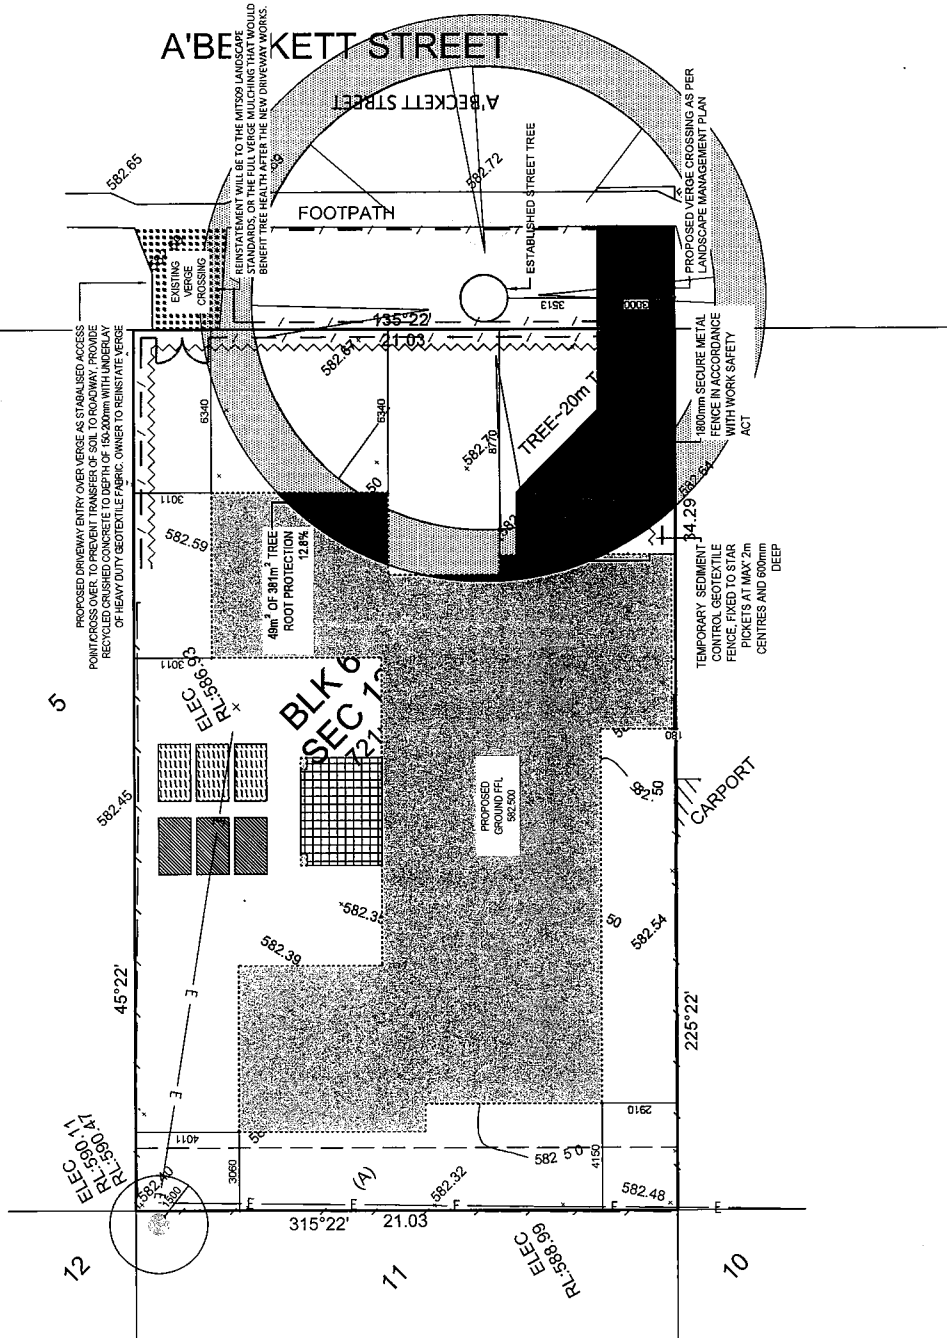 A'BECKETT STREET
A'BECKETT STREET
REINSTATEMENT WILL BE TO THE MITS09 LANDSCAPE
STANDARDS, OR THE FULL VERGE MULCHING THAT WOULD
BENEFIT TREE HEALTH AFTER THE NEW DRIVEWAY WORKS.
582.65
582.72
ESTABLISHED STREET TREE
PROPOSED VERGE CROSSING AS PER
LANDSCAPE MANAGEMENT PLAN
FOOTPATH
EXISTING
VERGE
CROSSING
3513
3000
135°22'
21.03
582.67
PROPOSED DRIVEWAY ENTRY OVER VERGE AS STABALISED ACCESS
POINT/CROSS OVER. TO PREVENT TRANSFER OF SOIL TO ROADWAY, PROVIDE
RECYCLED CRUSHED CONCRETE TO DEPTH OF 150-200mm WITH UNDERLAY
OF HEAVY DUTY GEOTEXTILE FABRIC. OWNER TO REINSTATE VERGE
1800mm SECURE METAL
FENCE IN ACCORDANCE
WITH WORK SAFETY
ACT
6340
6340
8770
582.70
TREE~20m T
582.64
34.29
3011
582.59
50
49m² OF 381m² TREE
ROOT PROTECTION
12.8%
TEMPORARY SEDIMENT
CONTROL GEOTEXTILE
FENCE, FIXED TO STAR
PICKETS AT MAX 2m
CENTRES AND 600mm
DEEP
3011
ELEC
RL:586.93
5
BLK 6
SEC 12
721
180
582.45
PROPOSED
GROUND FFL
582.500
582.50
CARPORT
582.35
582.39
50
582.54
E
45°22'
225°22'
E
ELEC
RL:590.11
RL:590.47
4011
2910
582.40
1500
3060
(A)
582.32
582 50
4150
582.48
E
E
E
E
E
315°22'
21.03
ELEC
RL:588.99
12
11
10